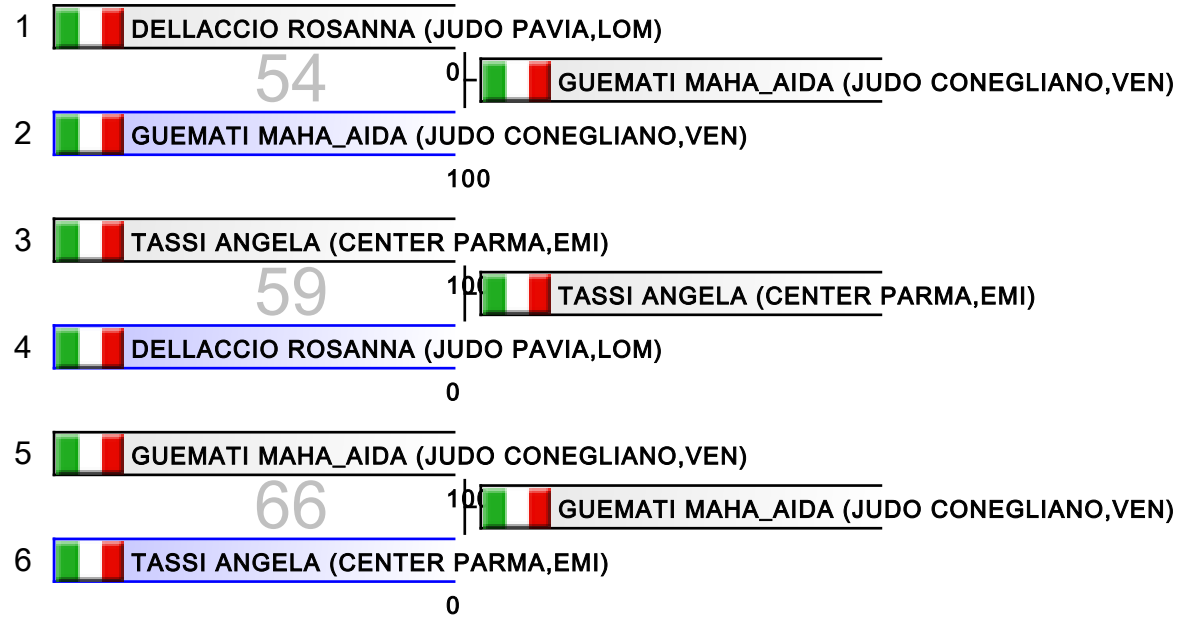 1 DELLACCIO ROSANNA (JUDO PAVIA,LOM)
54 0 GUEMATI MAHA_AIDA (JUDO CONEGLIANO,VEN)
2 GUEMATI MAHA_AIDA (JUDO CONEGLIANO,VEN)
100
3 TASSI ANGELA (CENTER PARMA,EMI)
59 100 TASSI ANGELA (CENTER PARMA,EMI)
4 DELLACCIO ROSANNA (JUDO PAVIA,LOM)
0
5 GUEMATI MAHA_AIDA (JUDO CONEGLIANO,VEN)
66 100 GUEMATI MAHA_AIDA (JUDO CONEGLIANO,VEN)
6 TASSI ANGELA (CENTER PARMA,EMI)
0